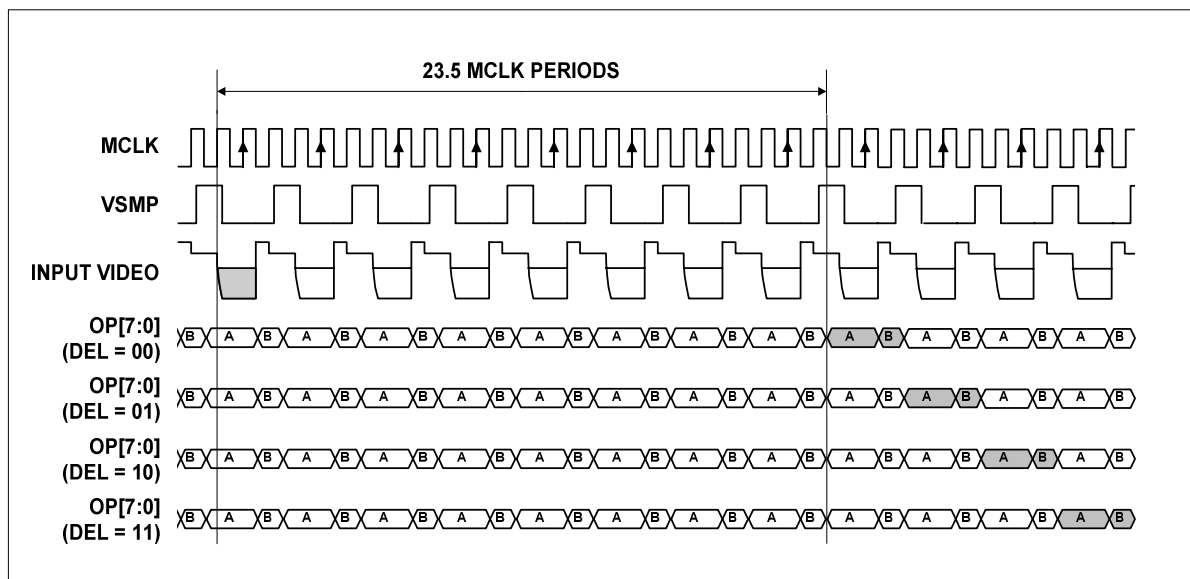 23.5 MCLK PERIODS
MCLK
VSMP
INPUT VIDEO
OP[7:0]
(DEL = 00)
B A B A B A B A B A B A B A B A B A B A B A B A B
OP[7:0]
(DEL = 01)
B A B A B A B A B A B A B A B A B A B A B A B A B
OP[7:0]
(DEL = 10)
B A B A B A B A B A B A B A B A B A B A B A B A B
OP[7:0]
(DEL = 11)
B A B A B A B A B A B A B A B A B A B A B A B A B